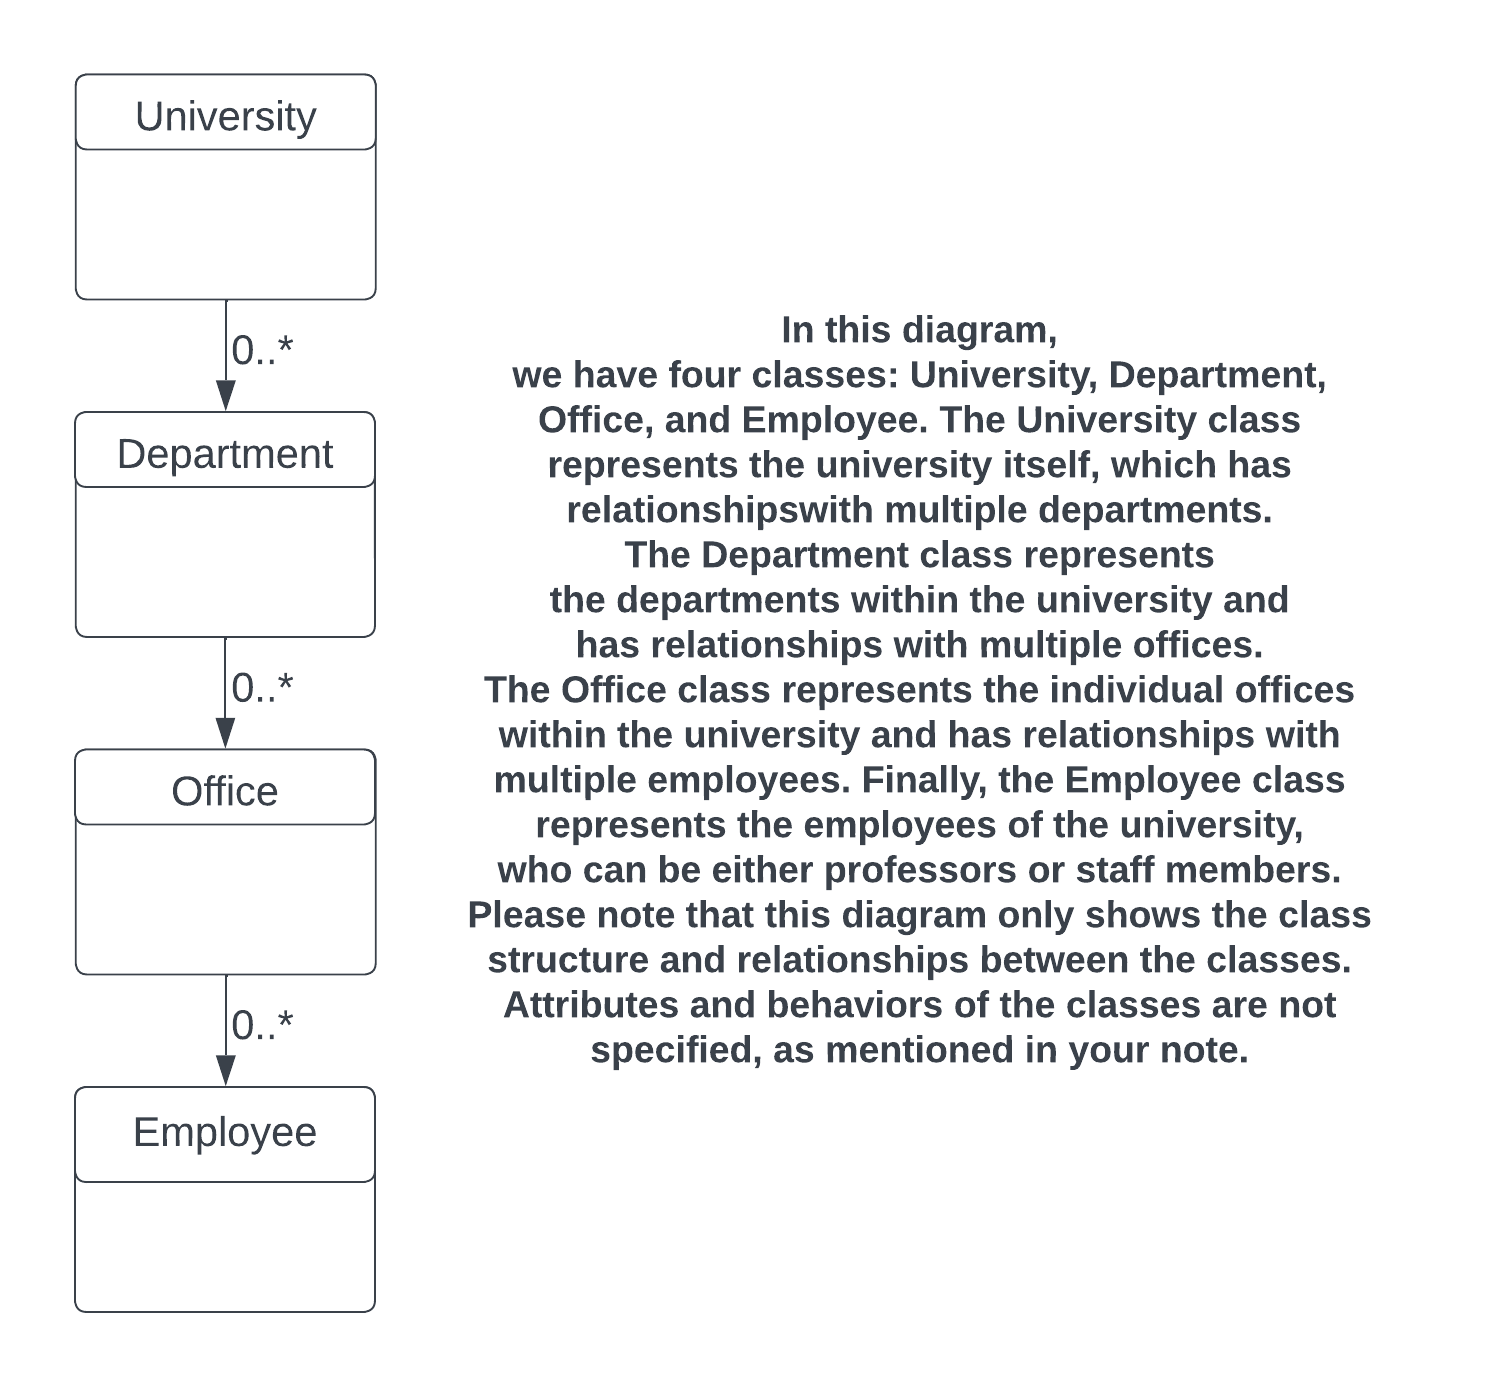 University
0..*
Department
0..*
Office
0..*
Employee
In this diagram,
we have four classes: University, Department,
Office, and Employee. The University class
represents the university itself, which has
relationshipswith multiple departments.
The Department class represents
the departments within the university and
has relationships with multiple offices.
The Office class represents the individual offices
within the university and has relationships with
multiple employees. Finally, the Employee class
represents the employees of the university,
who can be either professors or staff members.
Please note that this diagram only shows the class
structure and relationships between the classes.
Attributes and behaviors of the classes are not
specified, as mentioned in your note.